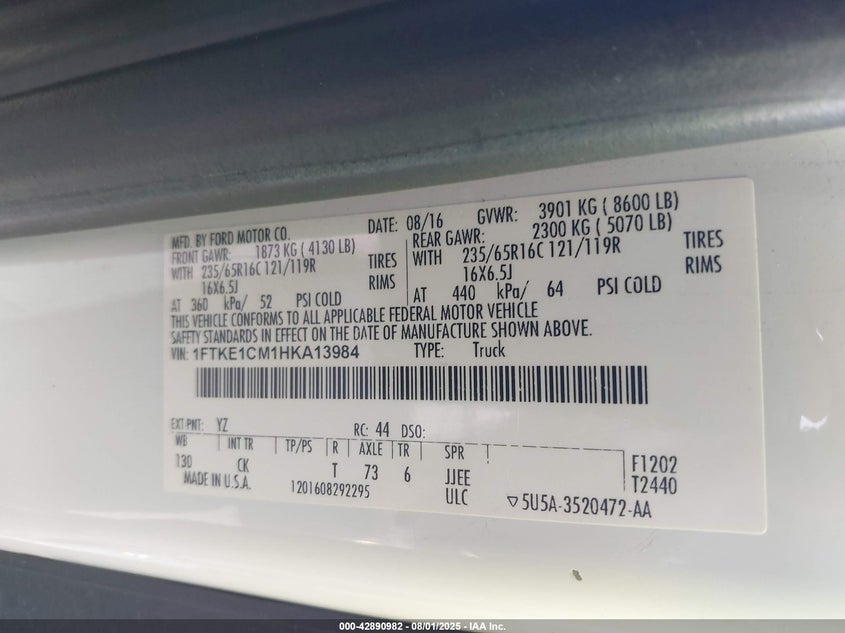 MFD. BY FORD MOTOR CO. DATE: 08/16 GVWR: 3901 KG ( 8600 LB)
FRONT GAWR: 1873 KG ( 4130 LB) REAR GAWR: 2300 KG ( 5070 LB)
WITH 235/65R16C 121/119R TIRES WITH 235/65R16C 121/119R TIRES
16X6.5J RIMS 16X6.5J RIMS
AT 360 kPa/ 52 PSI COLD AT 440 kPa/ 64 PSI COLD
THIS VEHICLE CONFORMS TO ALL APPLICABLE FEDERAL MOTOR VEHICLE
SAFETY STANDARDS IN EFFECT ON THE DATE OF MANUFACTURE SHOWN ABOVE.
VIN: 1FTKE1CM1HKA13984 TYPE: Truck
EXT PNT: YZ RC: 44 DSO:
WB INT TR TP/PS R AXLE TR SPR
130 CK T 73 6 JJEE F1202
MADE IN U.S.A. 1201608292295 ULC T2440
▽5U5A-3520472-AA
000-42890982 - 08/01/2025 - IAA Inc.